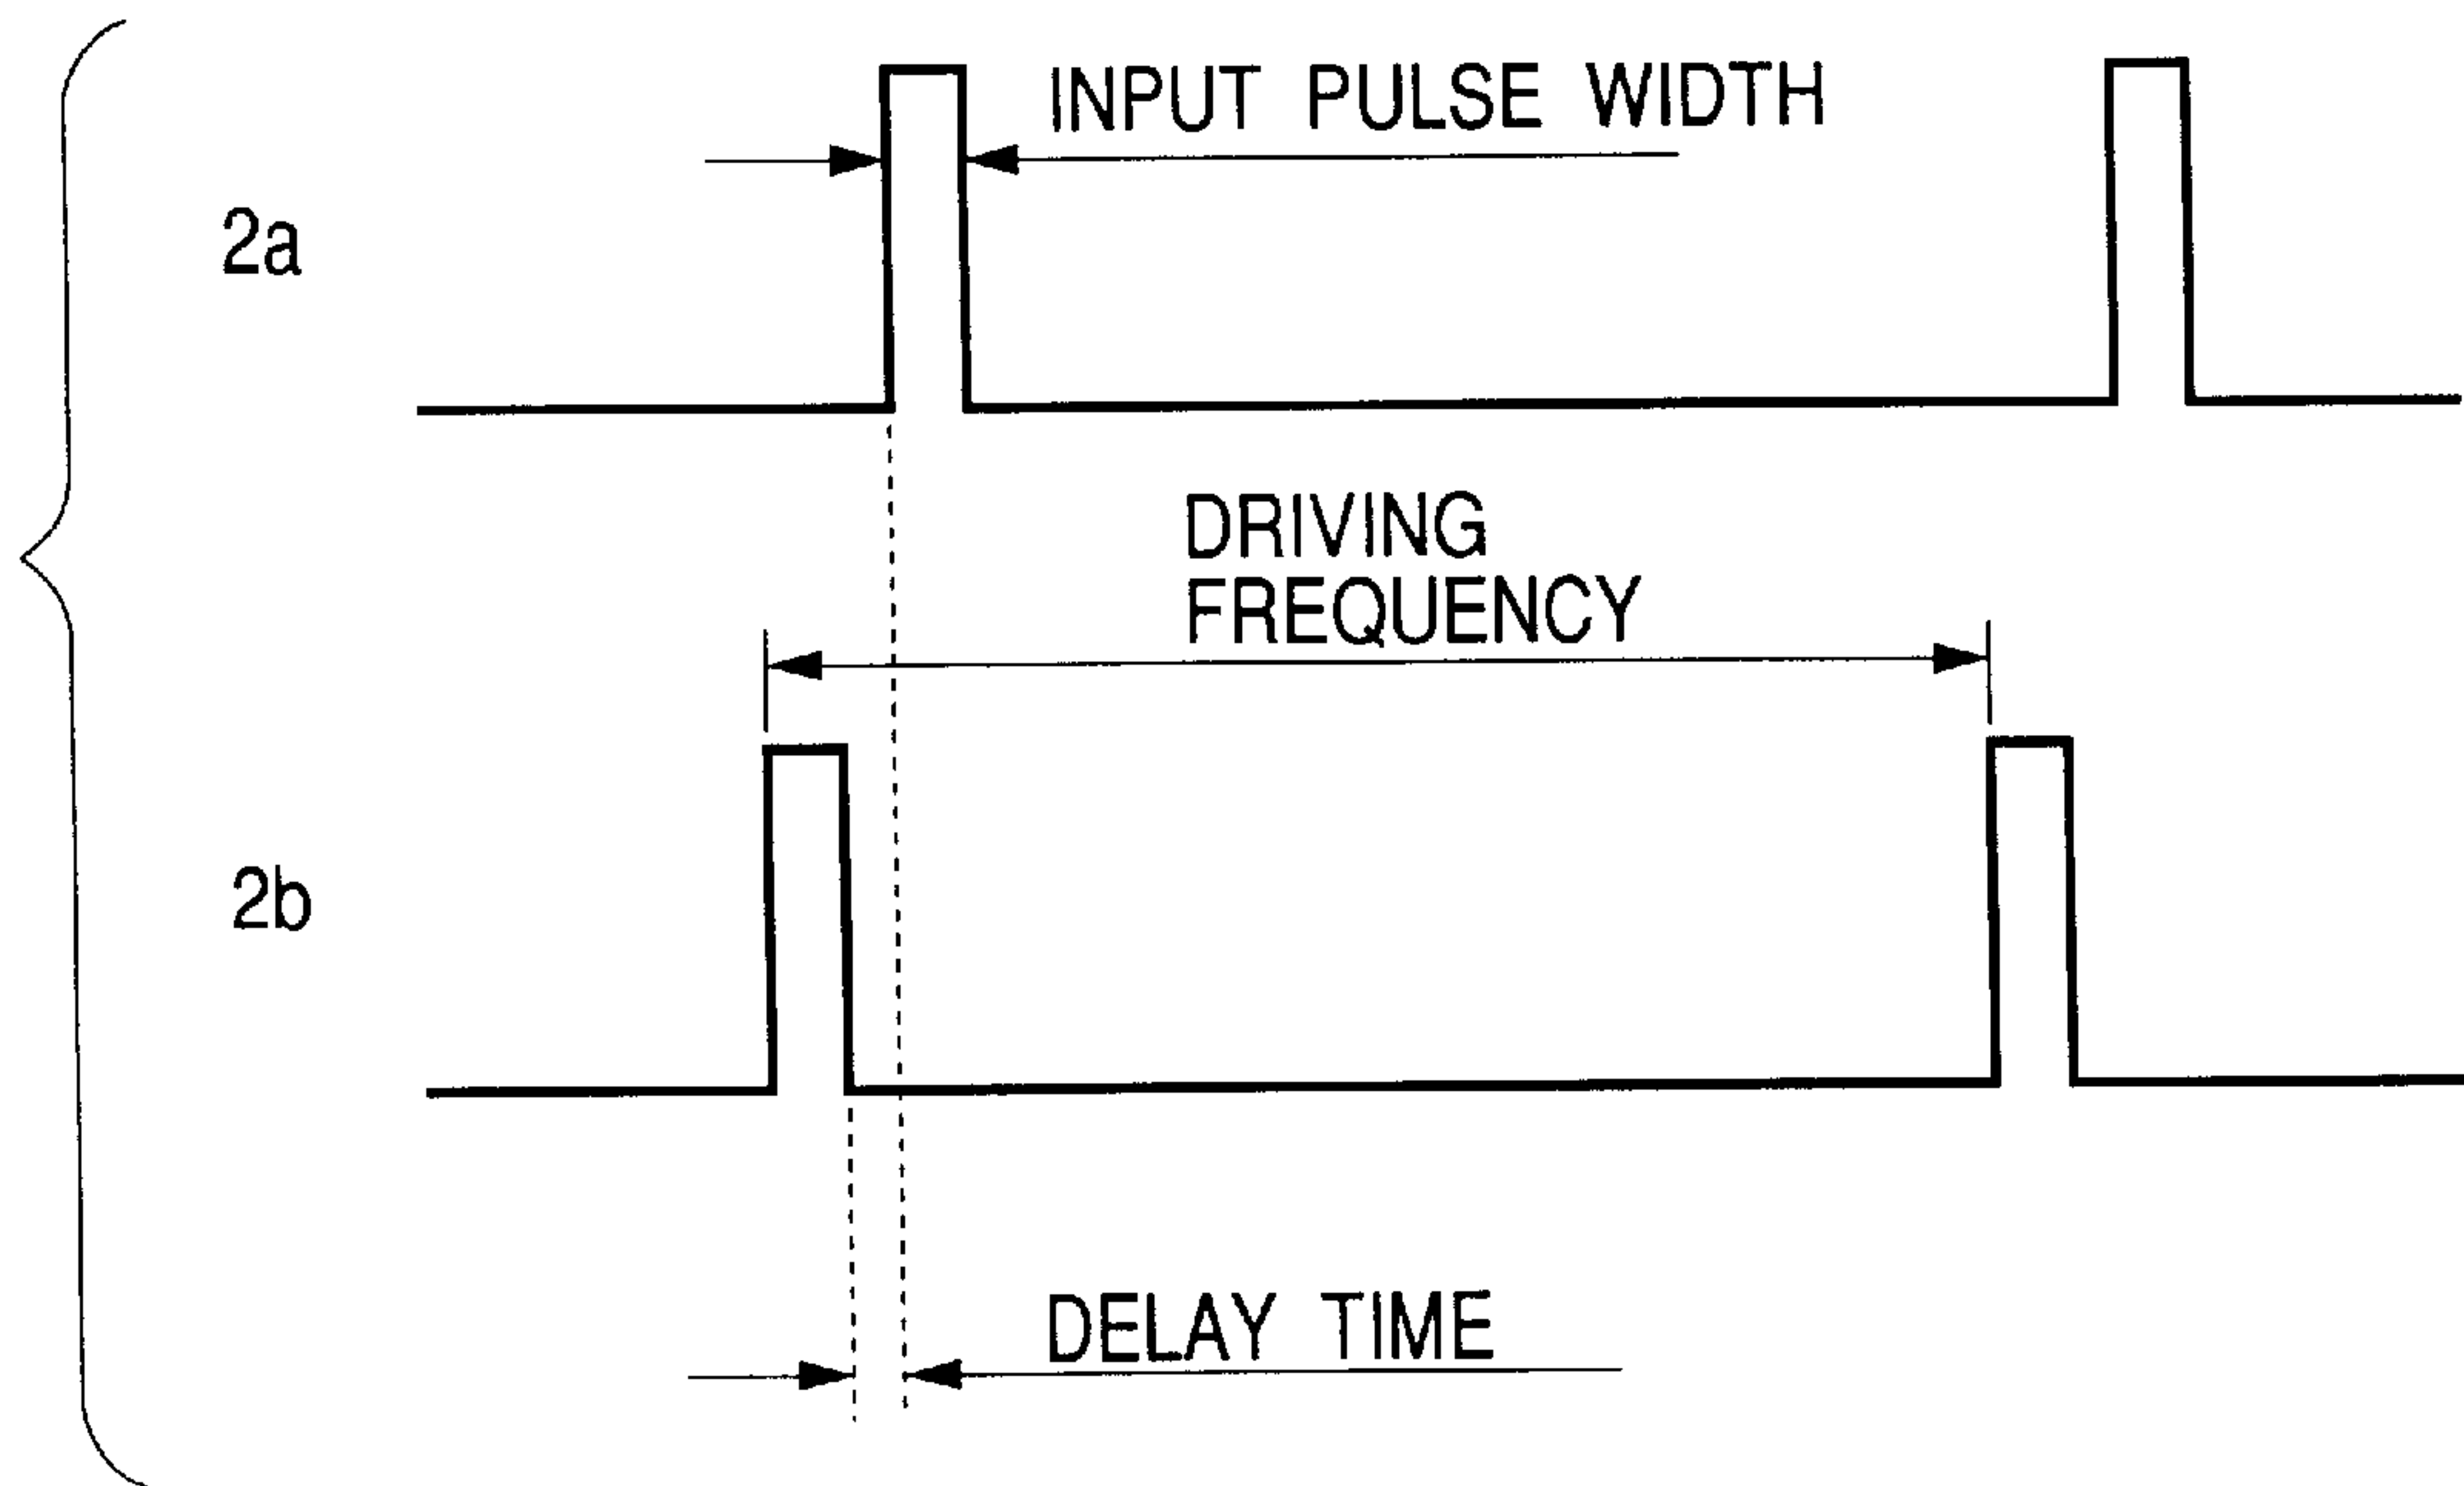 INPUT PULSE WIDTH
2a
DRIVING
FREQUENCY
2b
DELAY TIME